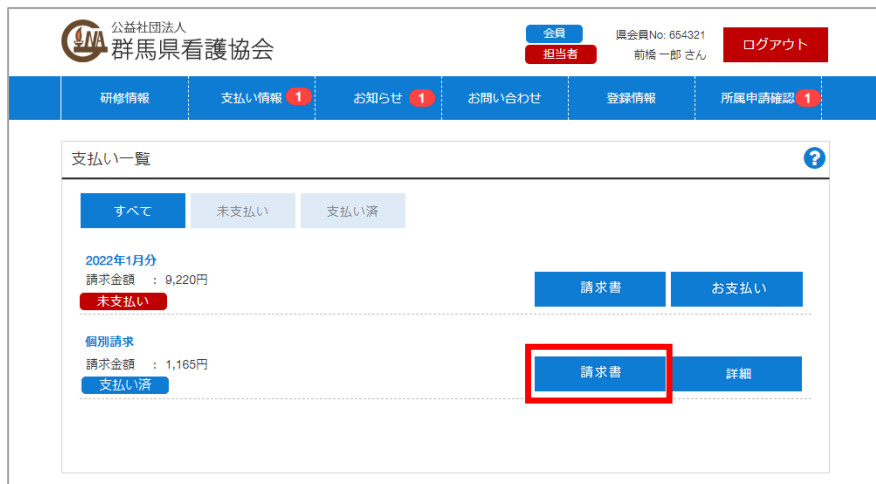 公益社団法人
群馬県看護協会
会員
担当者
県会員No: 654321
前橋 一郎 さん
ログアウト
研修情報
支払い情報 1
お知らせ 1
お問い合わせ
登録情報
所属申請確認 1
支払い一覧
?
すべて
未支払い
支払い済
2022年1月分
請求金額 : 9,220円
未支払い
請求書
お支払い
個別請求
請求金額 : 1,165円
支払い済
請求書
詳細